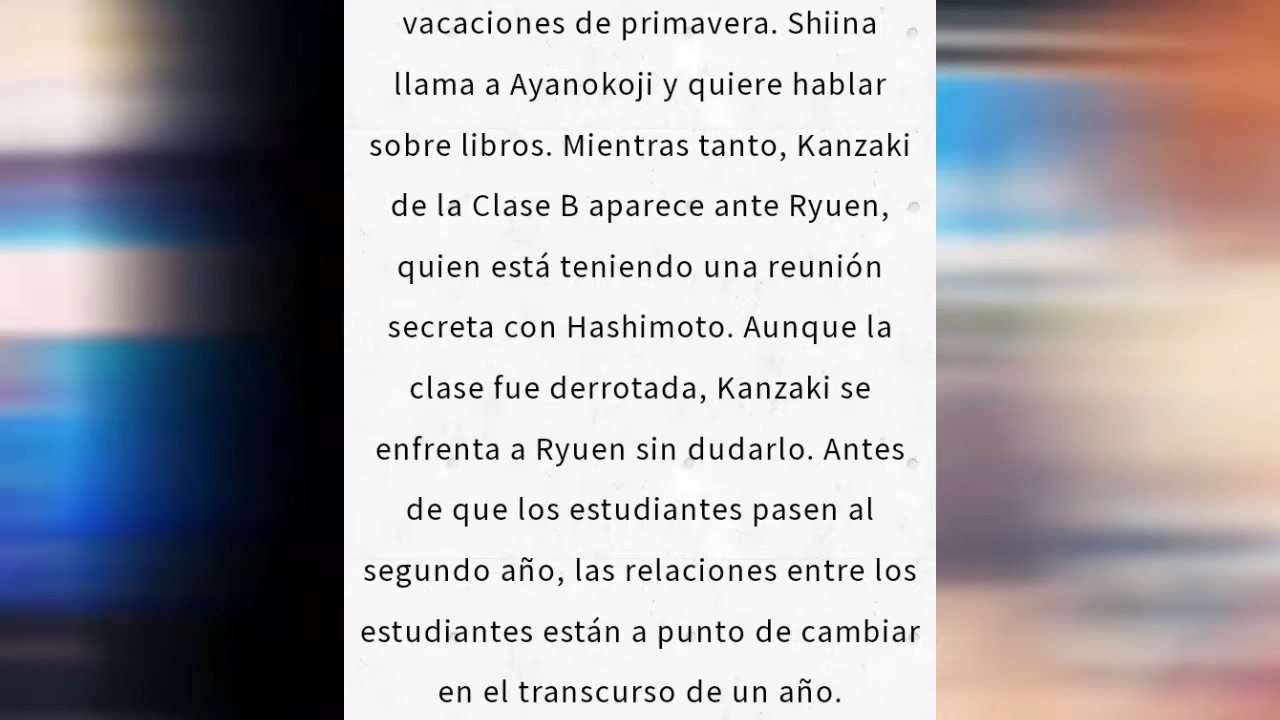 vacaciones de primavera. Shiina
llama a Ayanokoji y quiere hablar
sobre libros. Mientras tanto, Kanzaki
de la Clase B aparece ante Ryuen,
quien está teniendo una reunión
secreta con Hashimoto. Aunque la
clase fue derrotada, Kanzaki se
enfrenta a Ryuen sin dudarlo. Antes
de que los estudiantes pasen al
segundo año, las relaciones entre los
estudiantes están a punto de cambiar
en el transcurso de un año.